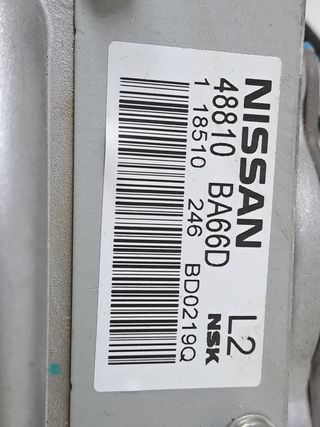 NISSAN
48810 BA66D L2
1 18510 246 NSK
BD0219Q